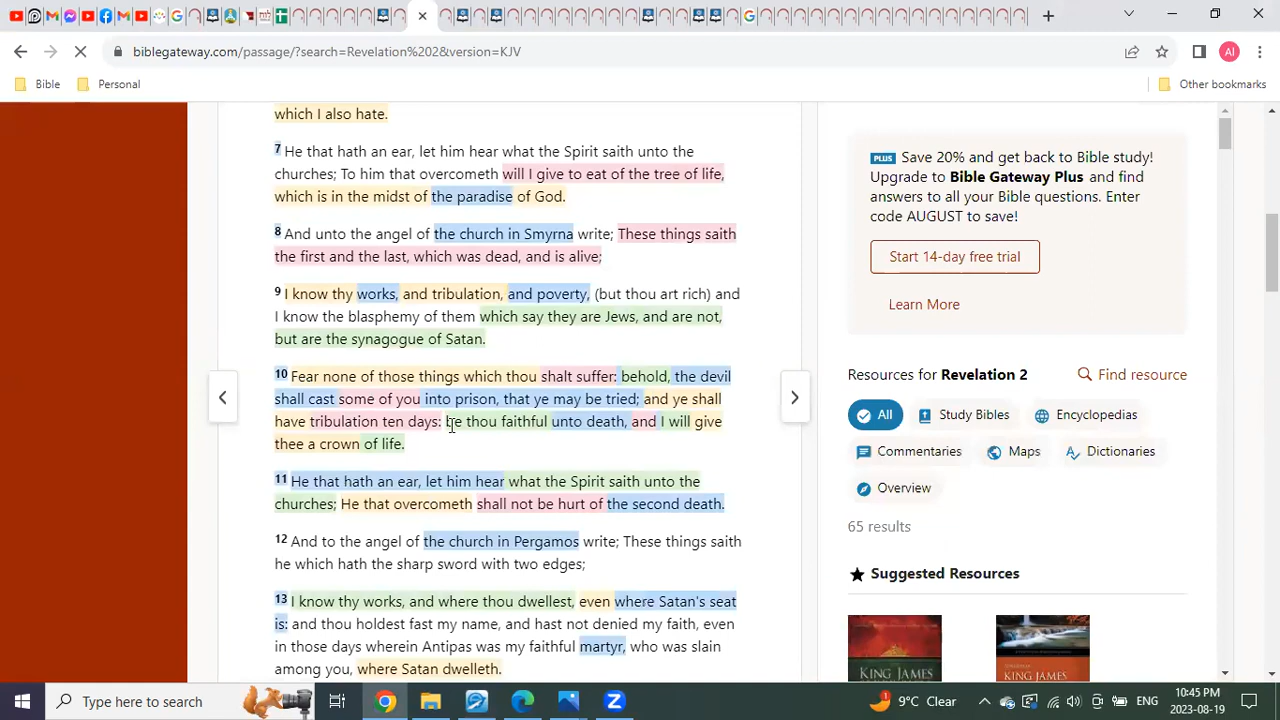 biblegateway.com/passage/?search=Revelation%202&version=KJV
AI
Bible
Personal
Other bookmarks
which I also hate.
7 He that hath an ear, let him hear what the Spirit saith unto the
churches; To him that overcometh will I give to eat of the tree of life,
which is in the midst of the paradise of God.
8 And unto the angel of the church in Smyrna write; These things saith
the first and the last, which was dead, and is alive;
9 I know thy works, and tribulation, and poverty, (but thou art rich) and
I know the blasphemy of them which say they are Jews, and are not,
but are the synagogue of Satan.
10 Fear none of those things which thou shalt suffer: behold, the devil
shall cast some of you into prison, that ye may be tried; and ye shall
have tribulation ten days: be thou faithful unto death, and I will give
thee a crown of life.
11 He that hath an ear, let him hear what the Spirit saith unto the
churches; He that overcometh shall not be hurt of the second death.
12 And to the angel of the church in Pergamos write; These things saith
he which hath the sharp sword with two edges;
13 I know thy works, and where thou dwellest, even where Satan's seat
is: and thou holdest fast my name, and hast not denied my faith, even
in those days wherein Antipas was my faithful martyr, who was slain
among you, where Satan dwelleth.
PLUS Save 20% and get back to Bible study!
Upgrade to Bible Gateway Plus and find
answers to all your Bible questions. Enter
code AUGUST to save!
Start 14-day free trial
Learn More
Resources for Revelation 2
Find resource
All
Study Bibles
Encyclopedias
Commentaries
Maps
Dictionaries
Overview
65 results
Suggested Resources
KING JAMES
KING JAMES
Type here to search
1
9°C Clear
ENG
10:45 PM
2023-08-19